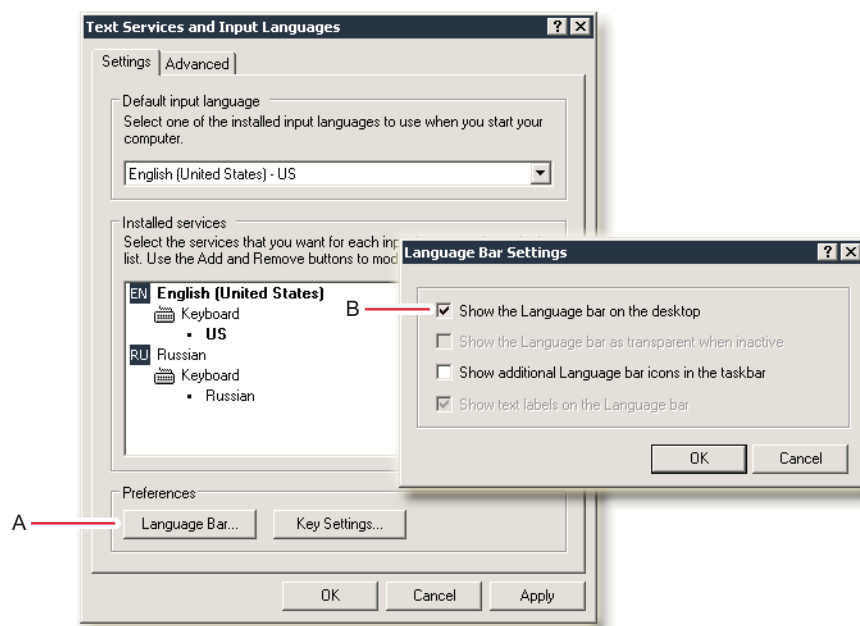 Text Services and Input Languages
Settings
Advanced
Default input language
Select one of the installed input languages to use when you start your
computer.
English (United States) - US
Installed services
Select the services that you want for each
list. Use the Add and Remove buttons to
EN English (United States)
Keyboard
• US
RU Russian
Keyboard
• Russian
Preferences
A
Language Bar...
Key Settings...
OK
Cancel
Apply
Language Bar Settings
B
Show the Language bar on the desktop
Show the Language bar as transparent when inactive
Show additional Language bar icons in the taskbar
Show text labels on the Language bar
OK
Cancel